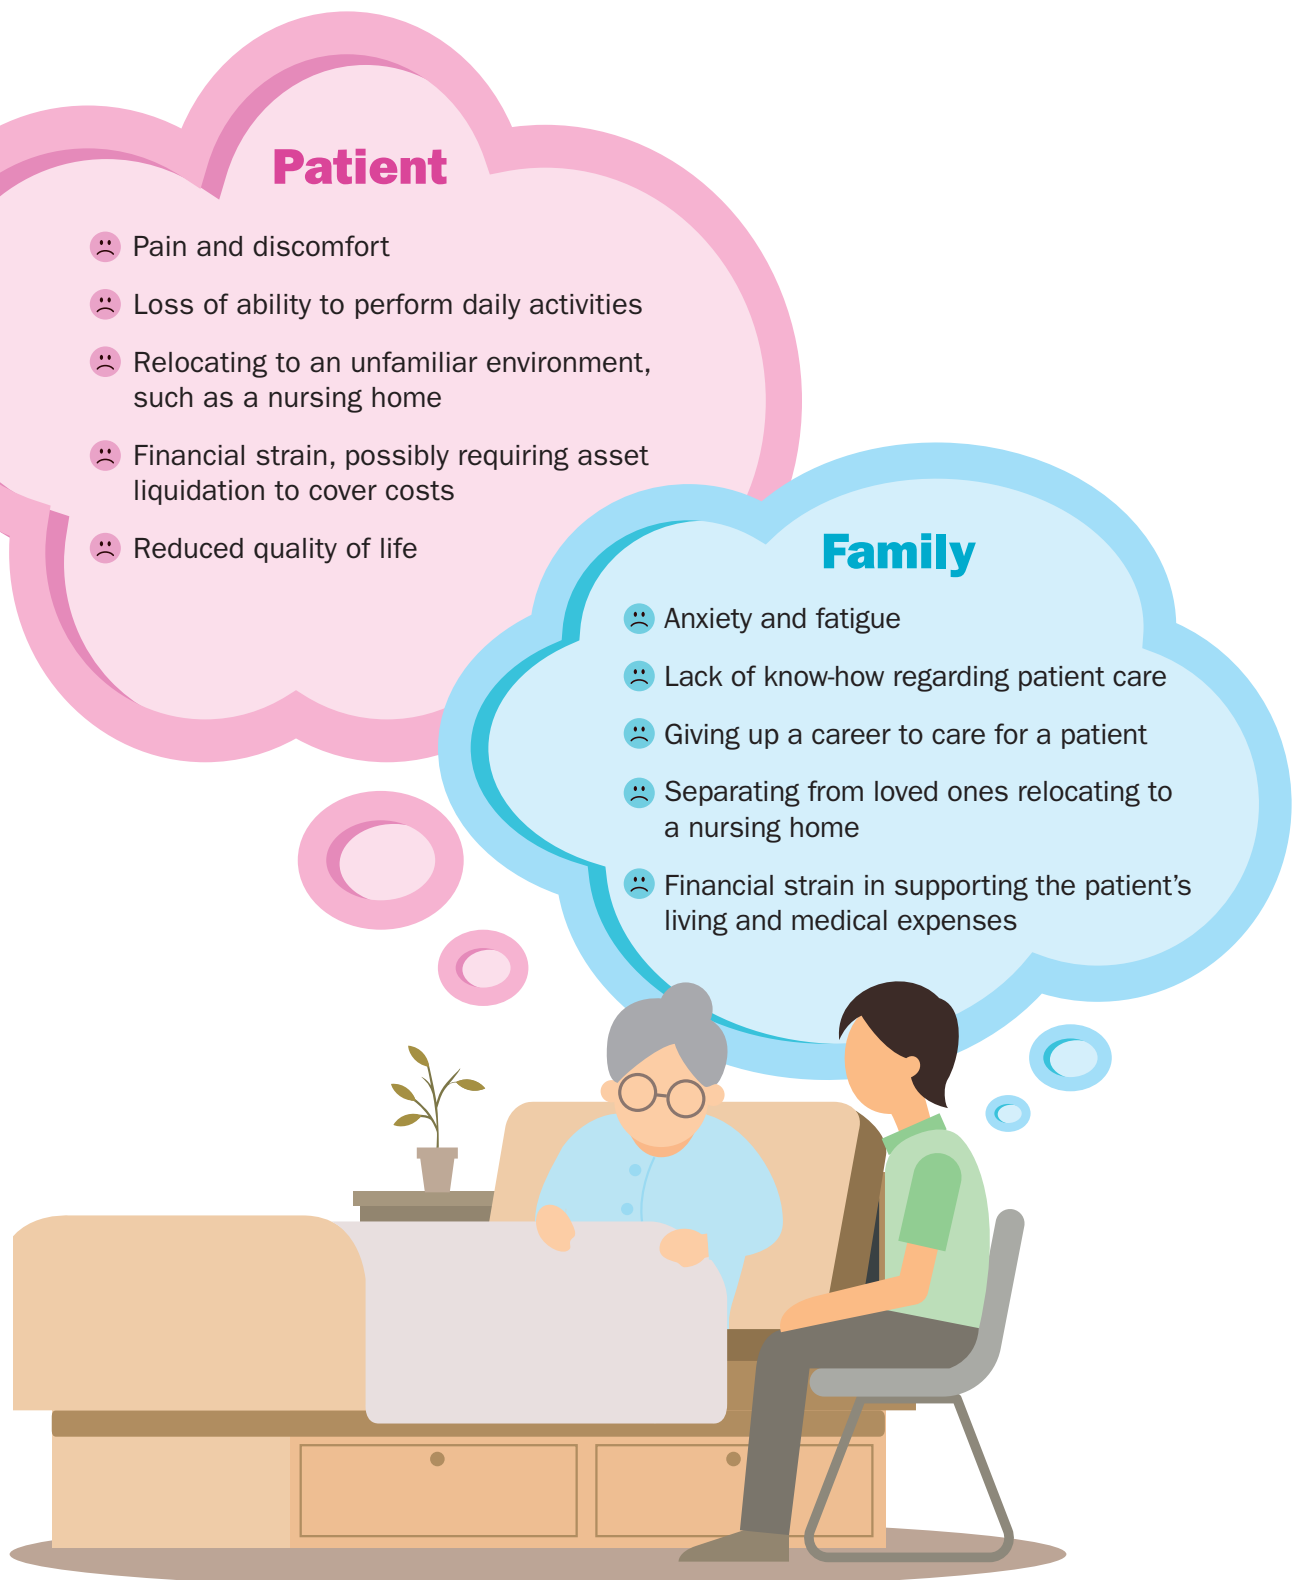 Patient
Pain and discomfort
Loss of ability to perform daily activities
Relocating to an unfamiliar environment,
such as a nursing home
Financial strain, possibly requiring asset
liquidation to cover costs
Reduced quality of life
Family
Anxiety and fatigue
Lack of know-how regarding patient care
Giving up a career to care for a patient
Separating from loved ones relocating to
a nursing home
Financial strain in supporting the patient’s
living and medical expenses